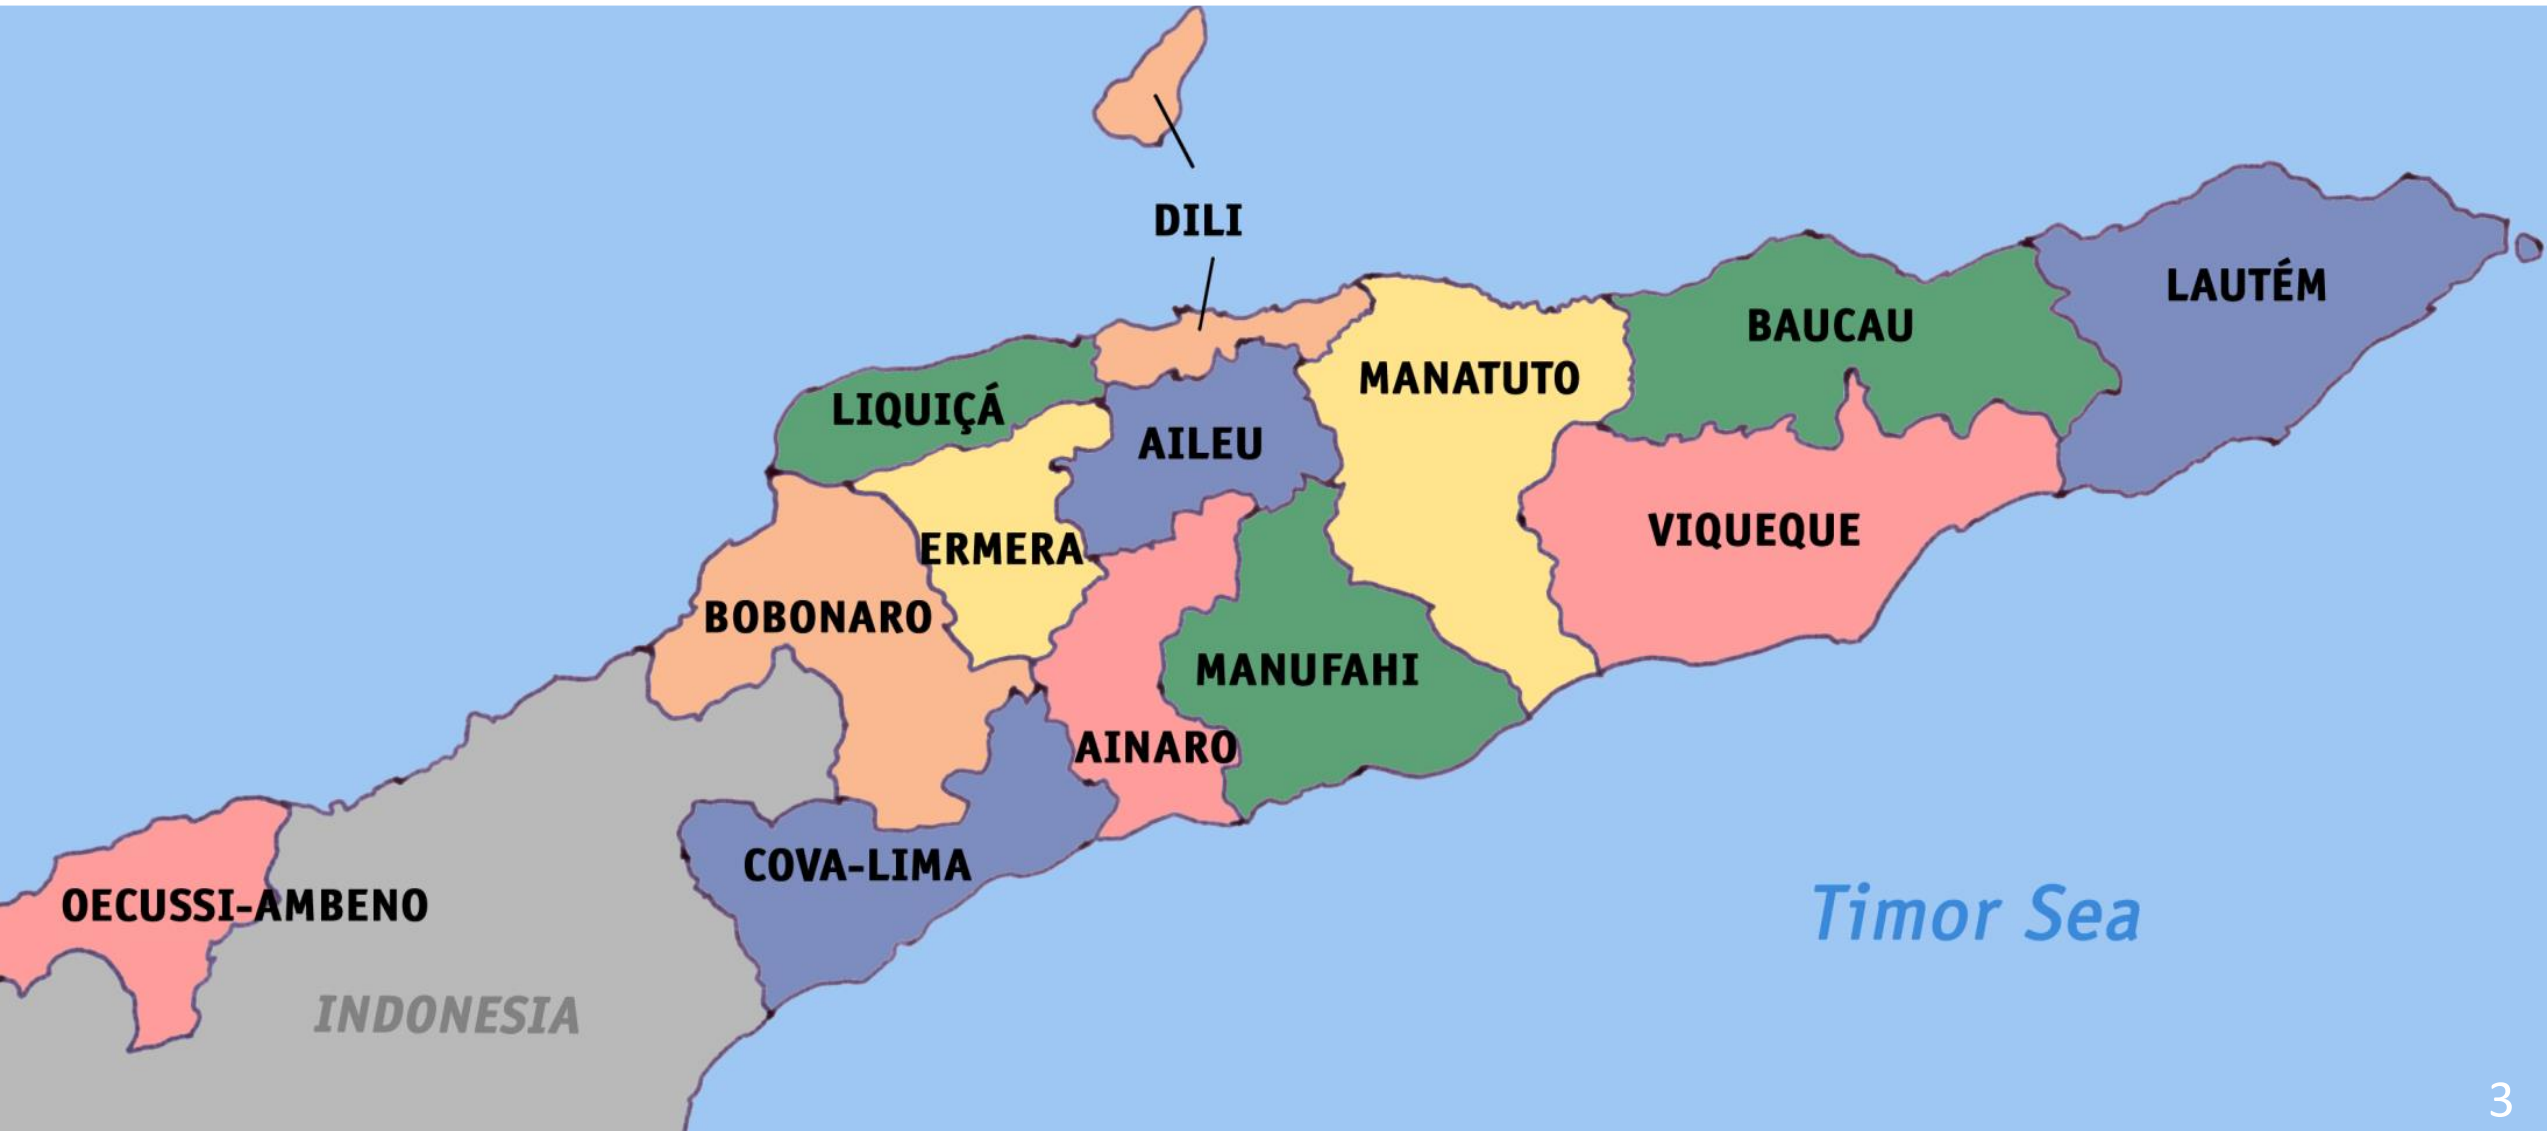 DILI
LAUTÉM
BAUCAU
MANATUTO
LIQUIÇÁ
AILEU
VIQUEQUE
ERMERA
BOBONARO
MANUFAHI
AINARO
COVA-LIMA
OECUSSI-AMBENO
Timor Sea
INDONESIA
3